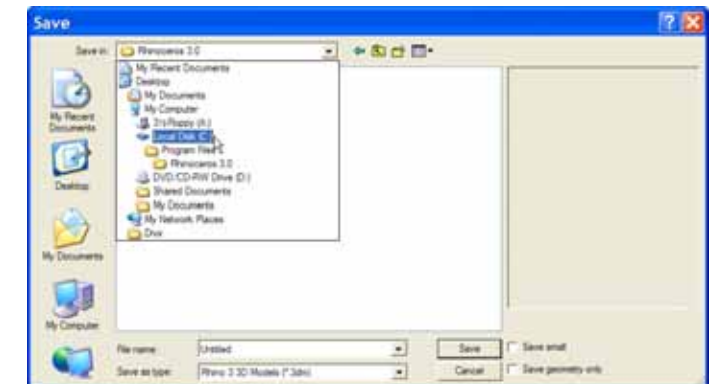 Save
Save in:
Rhinoceros 3.0
My Recent Documents
Desktop
My Documents
My Computer
3½ Floppy (A:)
Local Disk (C:)
Program Files
Rhinoceros 3.0
DVD/CD-RW Drive (D:)
Shared Documents
My Documents
My Network Places
My Recent
Documents
Desktop
My Documents
My Computer
File name:
Untitled
Save
Save small
Save as type:
Rhino 3 3D Models (*.3dm)
Cancel
Save geometry only